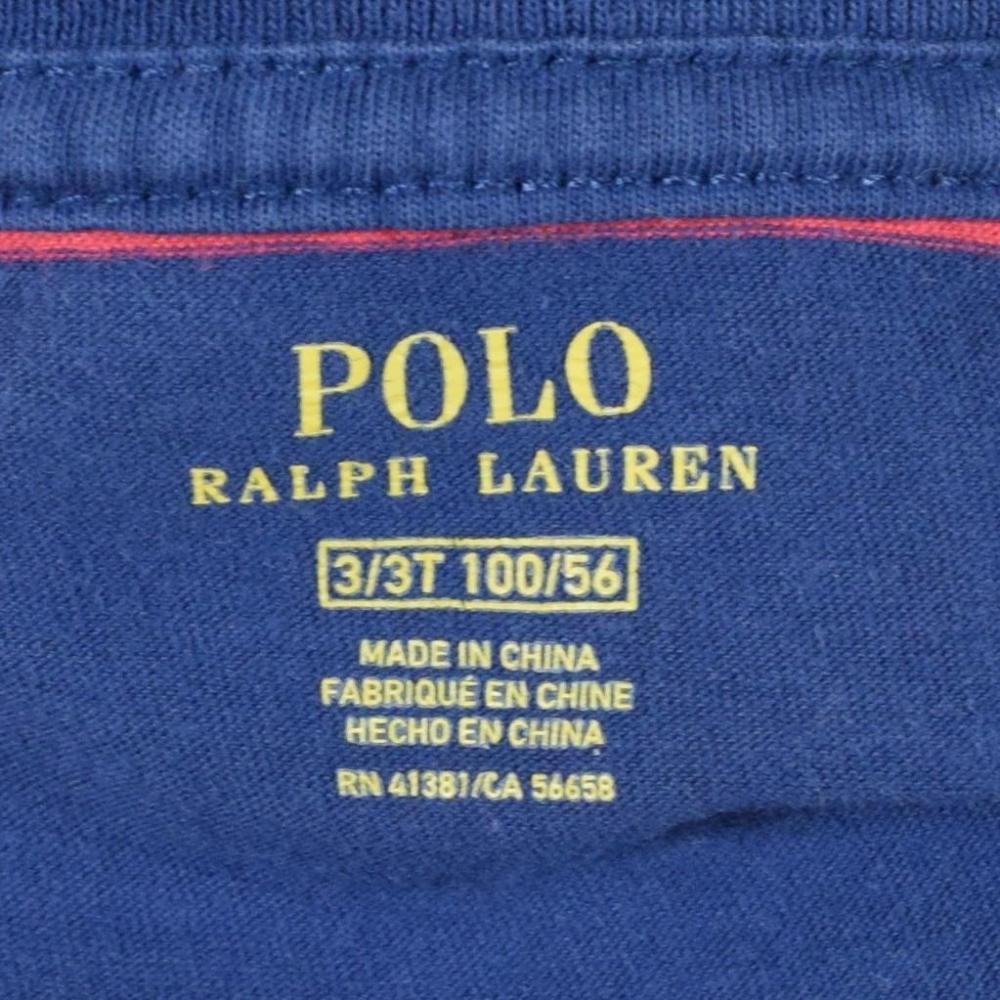 POLO
RALPH LAUREN
3/3T 100/56
MADE IN CHINA
FABRIQUÉ EN CHINE
HECHO EN CHINA
RN 41381/CA 56658